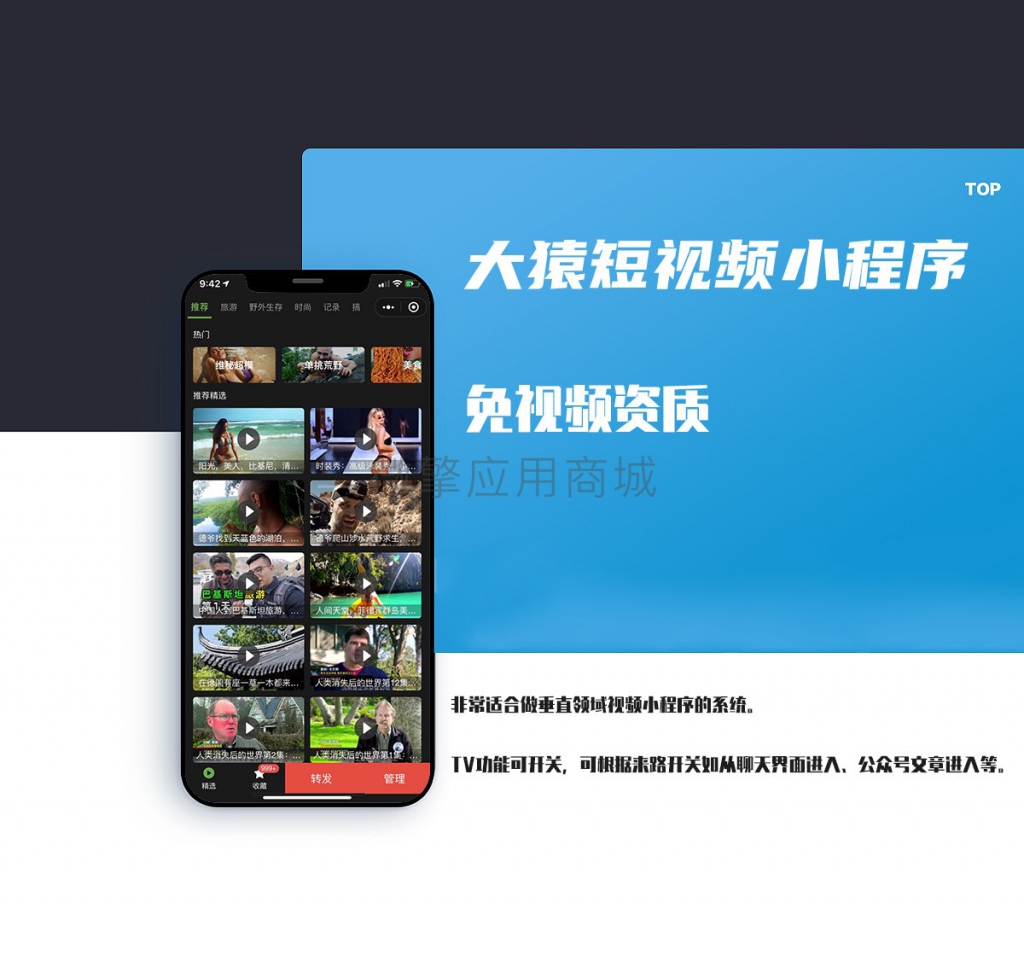 TOP
大猿短视频小程序
免视频资质
擎应用商城
9:42
推荐 旅游 野外生存 时尚 记录 搞
热门
维秘超模 单挑荒野 美食
推荐精选
阳光，美人，比基尼，清...
时装秀：高级泳装秀，...
德爷找到天蓝色的湖泊，...
德爷爬山涉水荒野求生，...
巴基斯坦旅游
第1天
中国人到巴基斯坦旅游，...
人间天堂，菲律宾群岛美...
在德国有座一草一木都来...
人类消失后的世界第12集...
人类消失后的世界第2集：...
人类消失后的世界第1集：...
999+
精选 收藏 转发 管理
非常适合做垂直领域视频小程序的系统。
TV功能可开关，可根据来路开关如从聊天界面进入、公众号文章进入等。